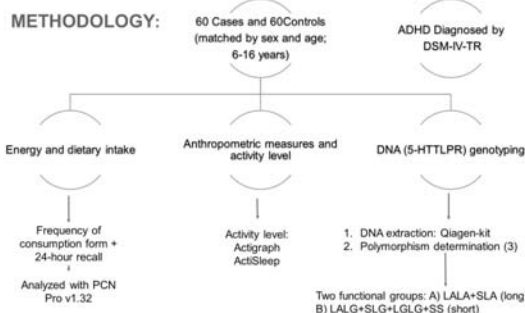 METHODOLOGY:
60 Cases and 60Controls
(matched by sex and age;
6-16 years)
ADHD Diagnosed by
DSM-IV-TR
Energy and dietary intake
Anthropometric measures and
activity level
DNA (5-HTTLPR) genotyping
Frequency of
consumption form +
24-hour recall
Analyzed with PCN
Pro v1.32
Activity level:
Actigraph
ActiSleep
1. DNA extraction: Qiagen-kit
2. Polymorphism determination (3)
Two functional groups: A) LALA+SLA (long)
B) LALG+SLG+LGLG+SS (short)